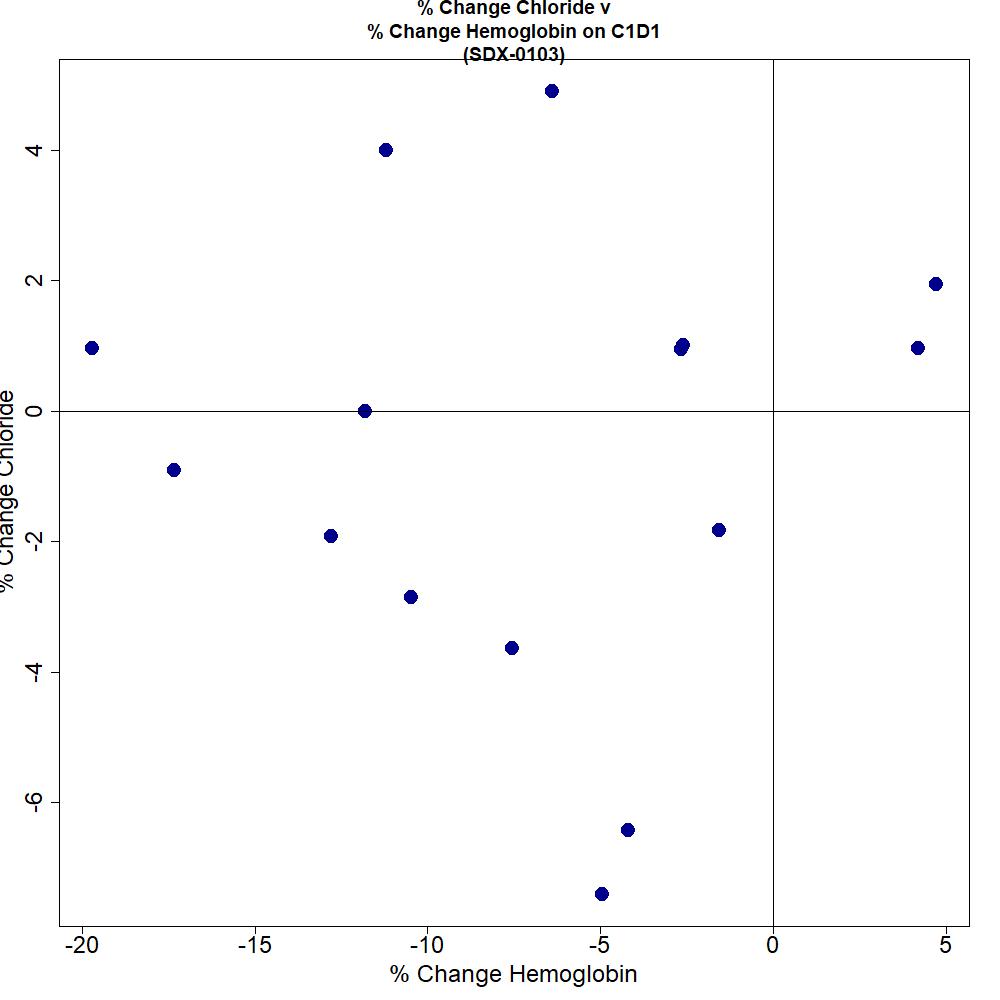 % Change Chloride v
% Change Hemoglobin on C1D1
(SDX-0103)
4
2
0
-2
-4
-6
% Change Chloride
-20
-15
-10
-5
0
5
% Change Hemoglobin